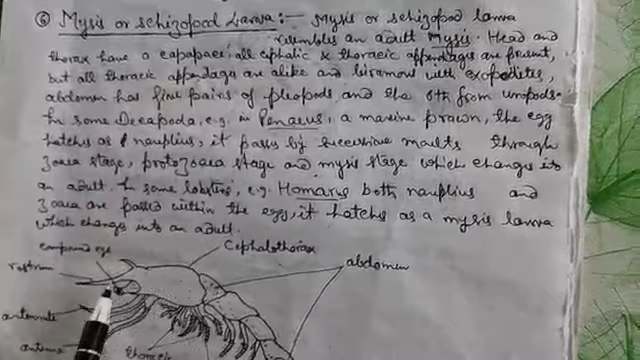 ⑥ Mysis or schizopod Larva :— Mysis or schizopod larva
resembles an adult Mysis. Head and
thorax have a capapace, all cephalic & thoracic appendages are present,
but all thoracic appendages are alike and biramous with exopodites,
abdomen has five pairs of pleopods and the 6th from uropods.
In some Decapoda, e.g. in Penaeus, a marine prawn, the egg
hatches as nauplius, it passes by successive moults through
zoaea stage, protozoaea stage and mysis stage which changes its
an adult. In some lobsters, e.g. Homarus both nauplius and
zoaea are passed within the egg, it hatches as a mysis larva
which changes into an adult.
compound eye
Cephalothorax
rostrum
abdomen
antennule
antenna
thoracic